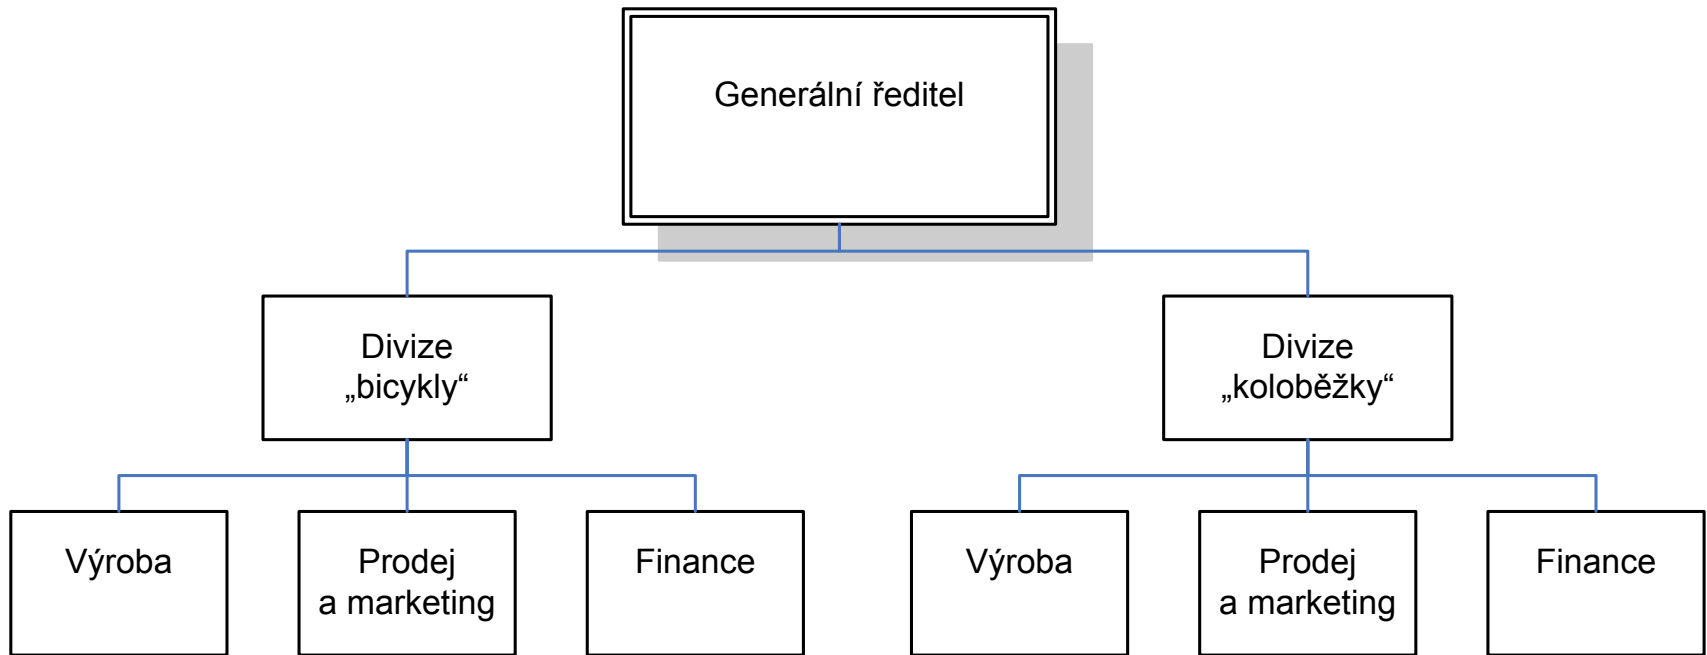 Generální ředitel
Divize
„bicykly“
Divize
„koloběžky“
Výroba
Prodej
a marketing
Finance
Výroba
Prodej
a marketing
Finance